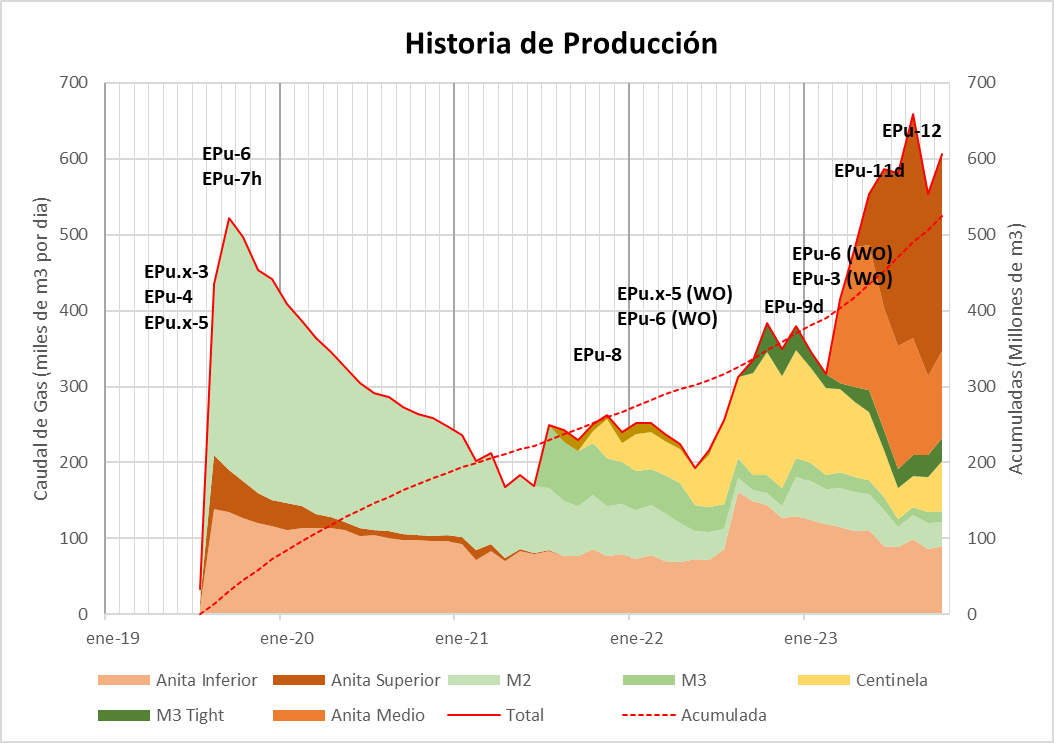 Historia de Producción
Caudal de Gas (miles de m3 por dia)
700
600
500
400
300
200
100
0
EPu-6
EPu-7h
EPu.x-3
EPu-4
EPu.x-5
EPu.x-5 (WO)
EPu-6 (WO)
EPu-8
EPu-12
EPu-11d
EPu-6 (WO)
EPu-3 (WO)
EPu-9d
700
600
500
400
300
200
100
0
Acumuladas (Millones de m3)
ene-19 ene-20 ene-21 ene-22 ene-23
Anita Inferior Anita Superior M2 M3 Centinela
M3 Tight Anita Medio Total Acumulada